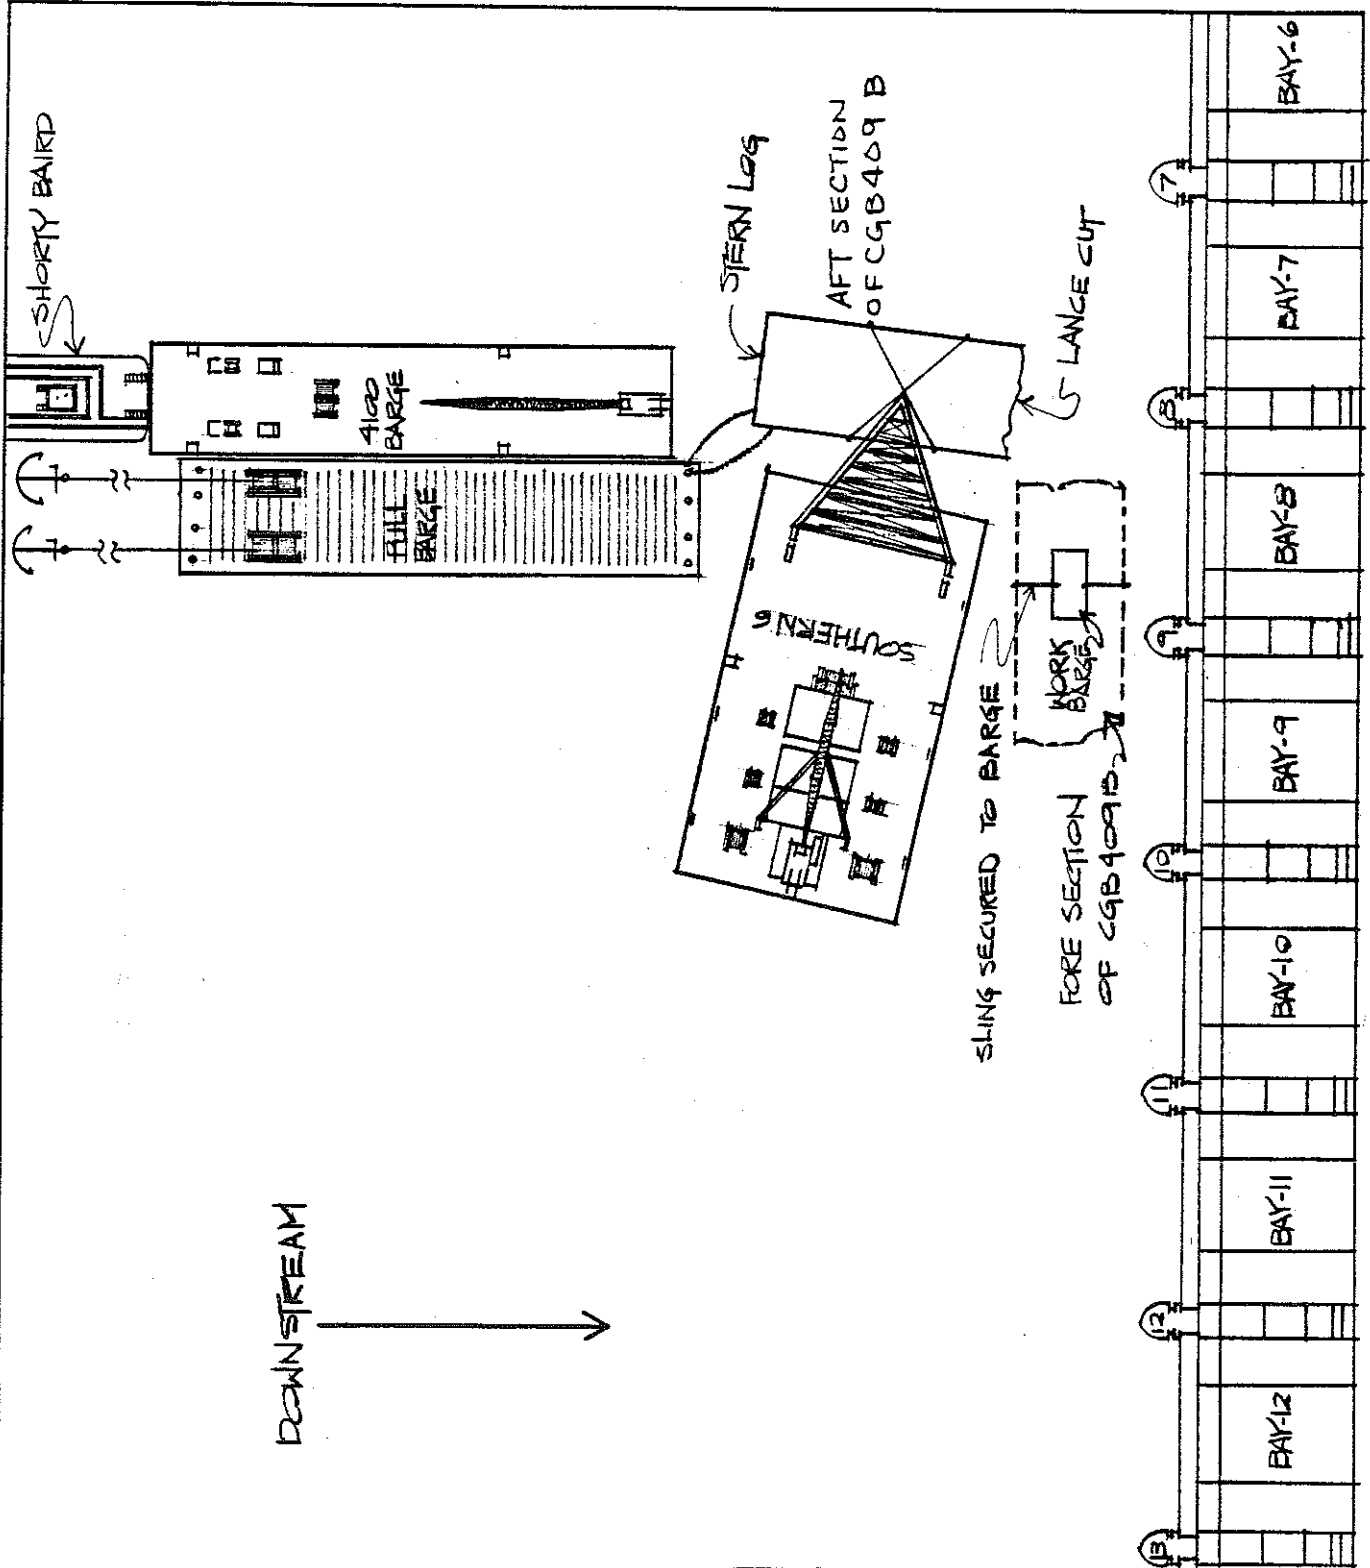 SHORTY BAIRD
4100
BARGE
PULL
BARGE
STERN LOG
AFT SECTION
OF CGB409 B
LANCE CUT
SOUTHERN 6
SLING SECURED TO BARGE
WORK
BARGE
FORE SECTION
OF CGB409B
DOWNSTREAM
7
8
9
10
11
12
13
BAY-6
BAY-7
BAY-8
BAY-9
BAY-10
BAY-11
BAY-12